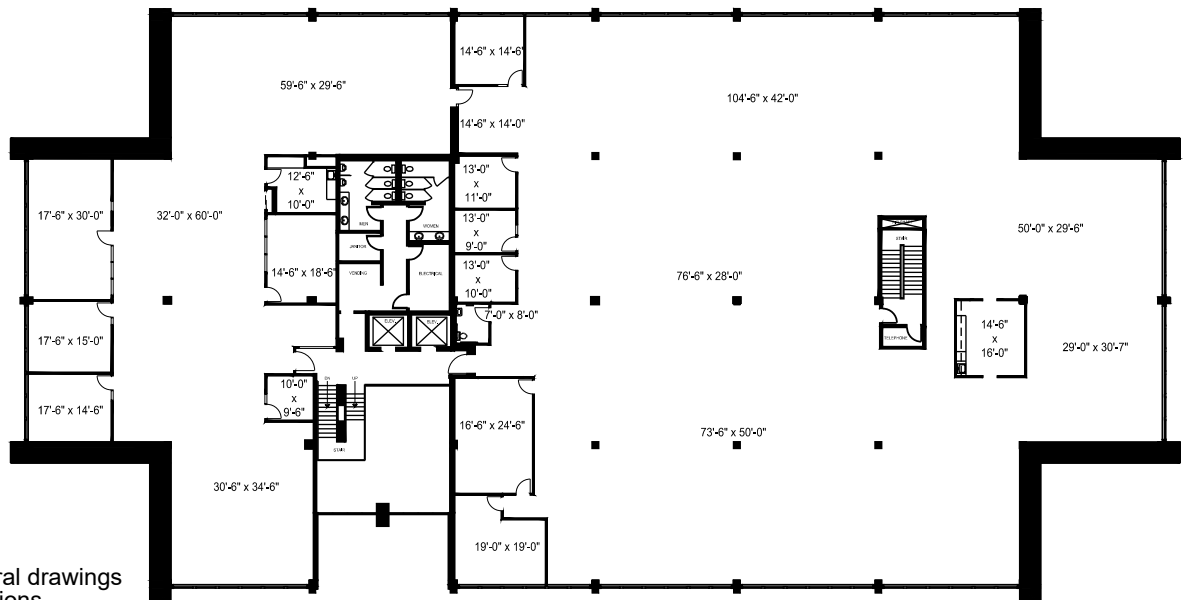 14'-6" x 14'-6"
59'-6" x 29'-6"
104'-6" x 42'-0"
14'-6" x 14'-0"
12'-6"
x
10'-0"
13'-0"
x
11'-0"
17'-6" x 30'-0"
32'-0" x 60'-0"
MEN
WOMEN
13'-0"
x
9'-0"
50'-0" x 29'-6"
STAIR
JANITOR
14'-6" x 18'-6"
VENDING
ELECTRICAL
13'-0"
x
10'-0"
76'-6" x 28'-0"
7'-0" x 8'-0"
ELEV.
ELEV.
TELEPHONE
14'-6"
x
16'-0"
17'-6" x 15'-0"
29'-0" x 30'-7"
10'-0"
x
9'-6"
DN
UP
17'-6" x 14'-6"
16'-6" x 24'-6"
73'-6" x 50'-0"
STAIR
30'-6" x 34'-6"
19'-0" x 19'-0"
ral drawings
ions